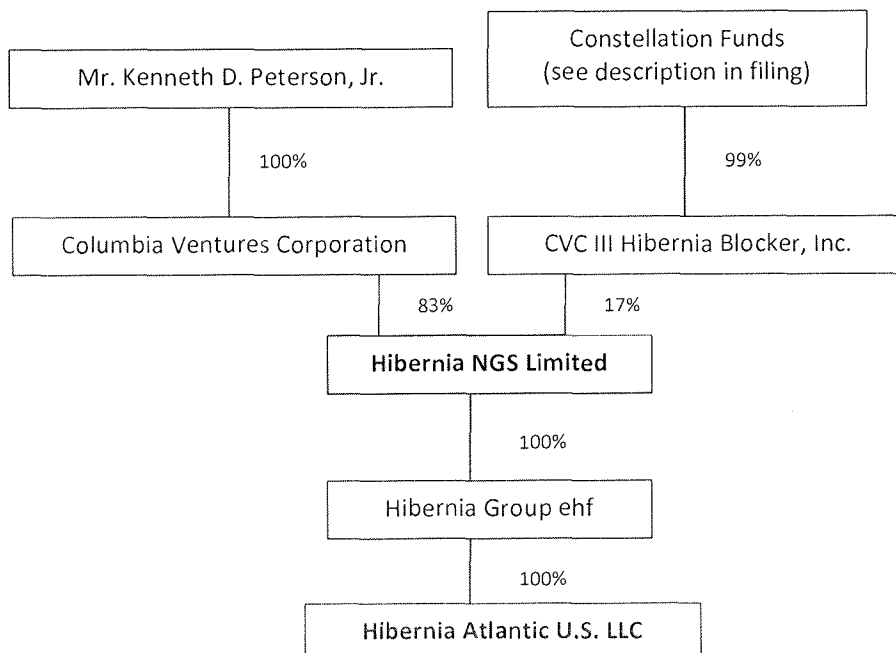 Mr. Kenneth D. Peterson, Jr.
Constellation Funds
(see description in filing)
100%
99%
Columbia Ventures Corporation
CVC III Hibernia Blocker, Inc.
83%
17%
Hibernia NGS Limited
100%
Hibernia Group ehf
100%
Hibernia Atlantic U.S. LLC